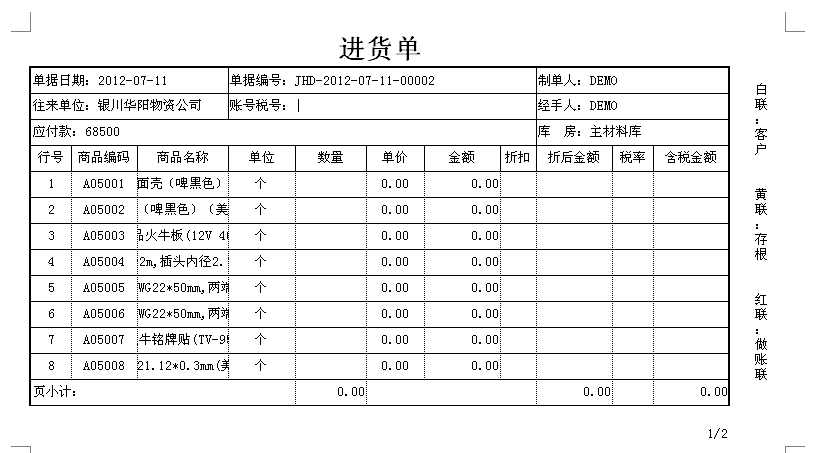 进货单
单据日期: 2012-07-11 单据编号: JHD-2012-07-11-00002 制单人: DEMO
往来单位: 银川华阳物资公司 账号税号: | 经手人: DEMO
应付款: 68500 库 房: 主材料库
行号 商品编码 商品名称 单位 数量 单价 金额 折扣 折后金额 税率 含税金额
1 A05001 面壳（啤黑色） 个 0.00 0.00
2 A05002 （啤黑色）（美 个 0.00 0.00
3 A05003 火牛板(12V 个 0.00 0.00
4 A05004 2m,插头内径2. 个 0.00 0.00
5 A05005 WG22*50mm,两端 个 0.00 0.00
6 A05006 WG22*50mm,两端 个 0.00 0.00
7 A05007 牛铭牌贴(TV-9 个 0.00 0.00
8 A05008 21.12*0.3mm(美 个 0.00 0.00
页小计: 0.00 0.00 0.00
白联:客户
黄联:存根
红联:做账联
1/2